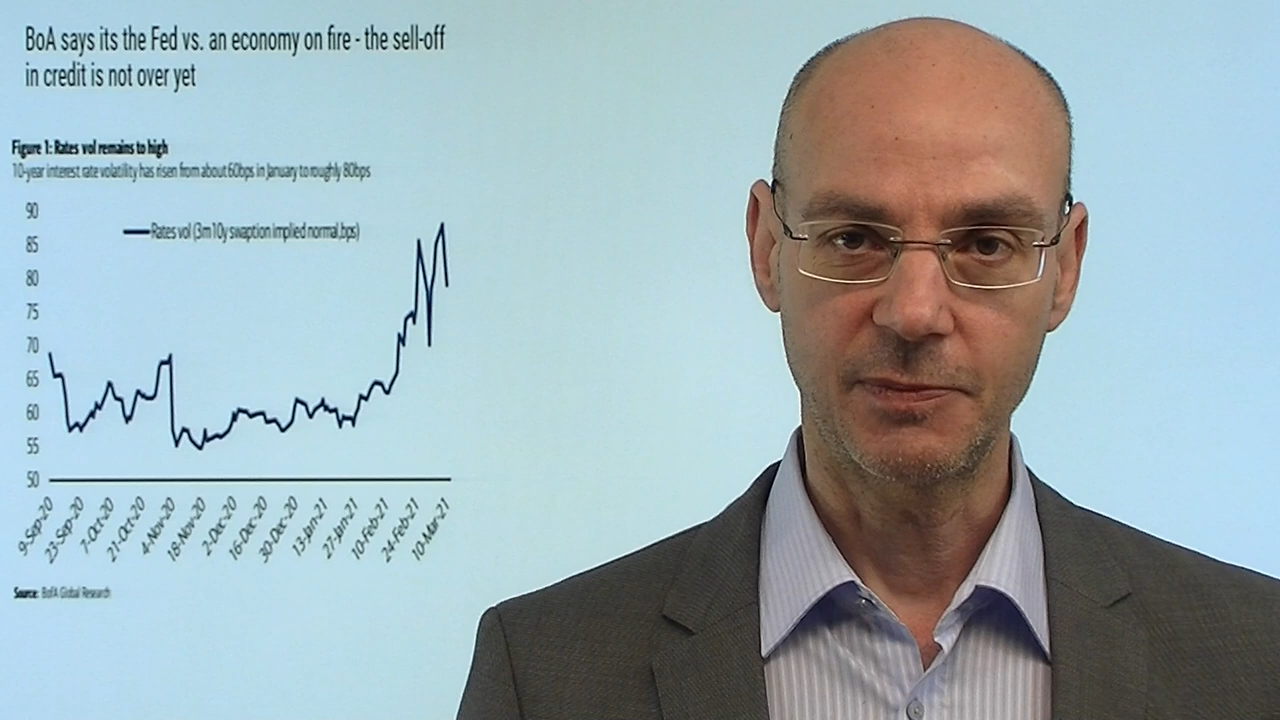 BoA says its the Fed vs. an economy on fire - the sell-off
in credit is not over yet
Figure 1: Rates vol remains to high
10-year interest rate volatility has risen from about 60bps in January to roughly 80bps
90
Rates vol (3m10y swaption implied normal,bps)
85
80
75
70
65
60
55
50
9-Sep-20
23-Sep-20
7-Oct-20
21-Oct-20
4-Nov-20
18-Nov-20
2-Dec-20
16-Dec-20
30-Dec-20
13-Jan-21
27-Jan-21
10-Feb-21
24-Feb-21
10-Mar-21
Source: BofA Global Research